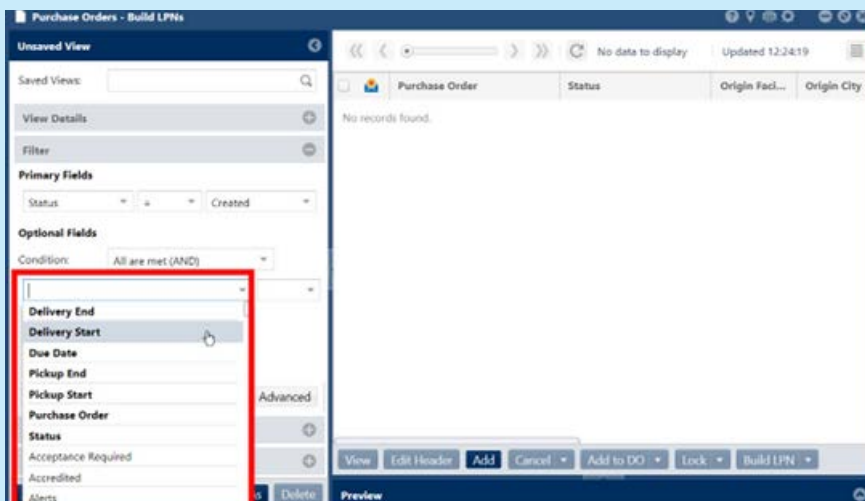 Purchase Orders - Build LPNs
Unsaved View
Saved Views:
View Details
Filter
Primary Fields
Status = Created
Optional Fields
Condition: All are met (AND)
Delivery End
Delivery Start
Due Date
Pickup End
Pickup Start
Advanced
Purchase Order
Status
Acceptance Required
Accredited
Alerts
Delete
No data to display Updated 12:24:19
Purchase Order Status Origin Faci... Origin City
No records found.
View Edit Header Add Cancel Add to DO Lock Build LPN
Preview